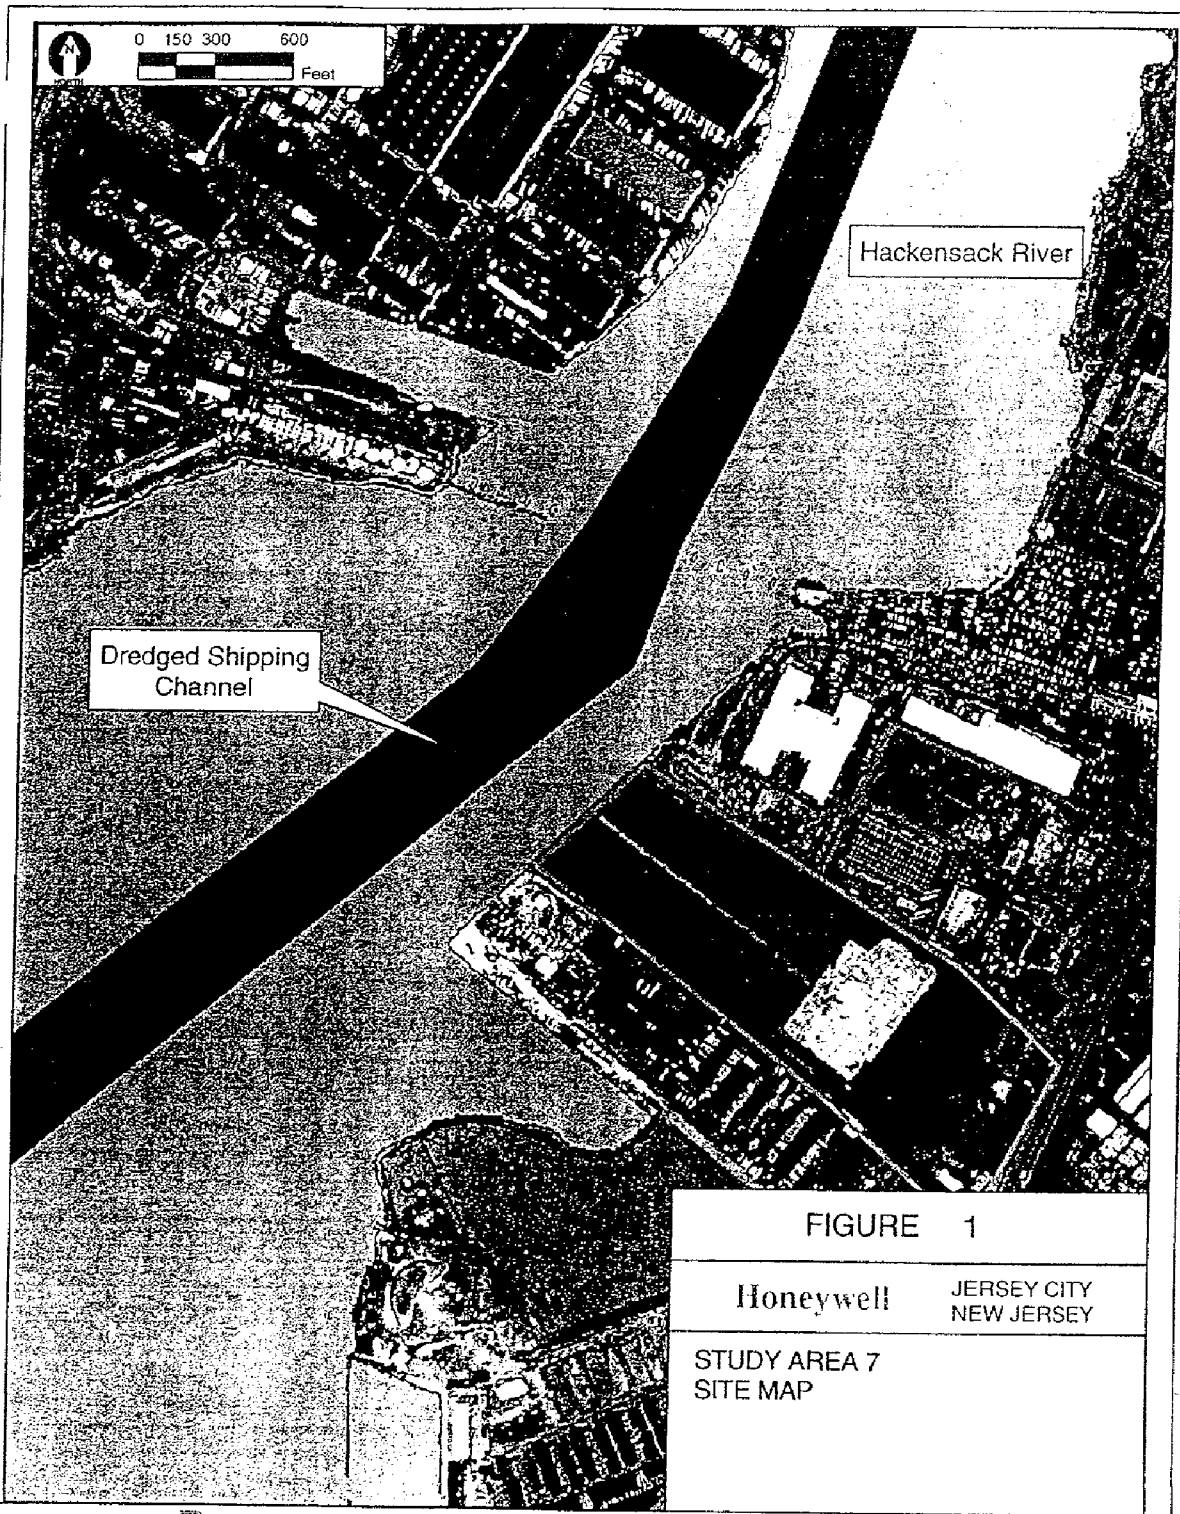 N
NORTH
0 150 300 600
Feet
Hackensack River
Dredged Shipping
Channel
FIGURE 1
Honeywell
JERSEY CITY
NEW JERSEY
STUDY AREA 7
SITE MAP